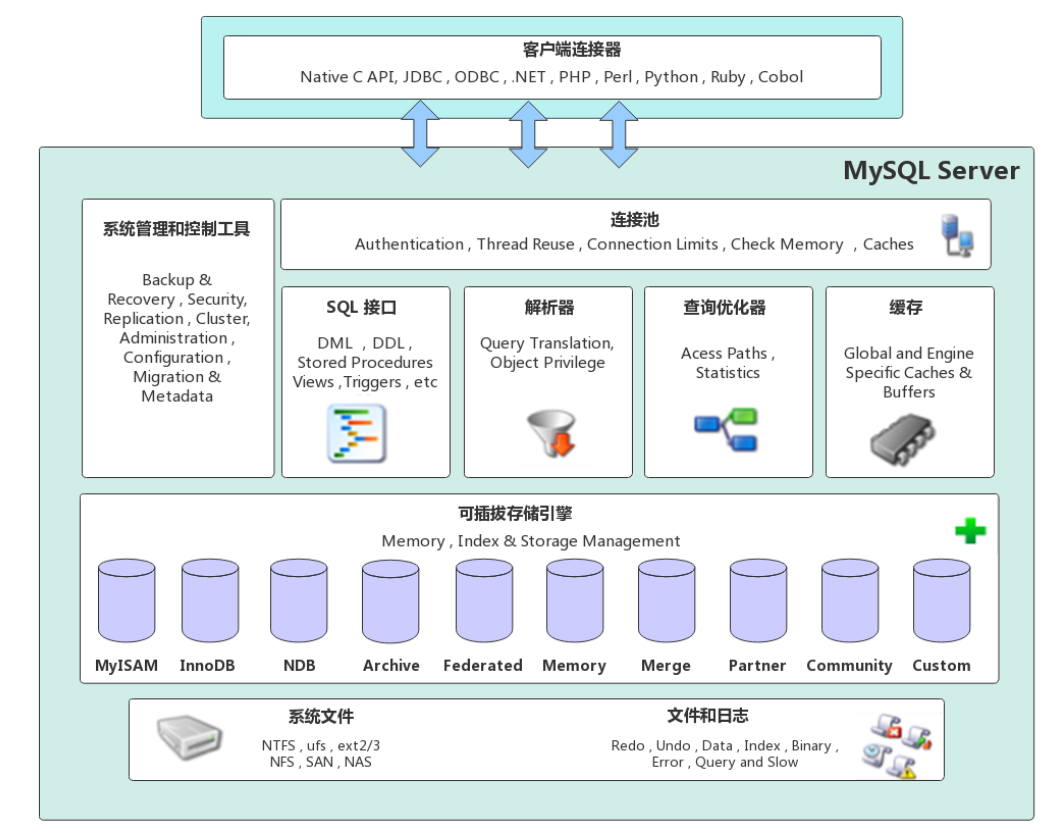 客户端连接器
Native C API, JDBC , ODBC , .NET , PHP , Perl , Python , Ruby , Cobol
MySQL Server
系统管理和控制工具
Backup &
Recovery , Security,
Replication , Cluster,
Administration ,
Configuration ,
Migration &
Metadata
连接池
Authentication , Thread Reuse , Connection Limits , Check Memory , Caches
SQL 接口
DML , DDL ,
Stored Procedures
Views ,Triggers , etc
解析器
Query Translation,
Object Privilege
查询优化器
Acess Paths ,
Statistics
缓存
Global and Engine
Specific Caches &
Buffers
可插拔存储引擎
Memory , Index & Storage Management
MyISAM InnoDB NDB Archive Federated Memory Merge Partner Community Custom
系统文件
NTFS , ufs , ext2/3
NFS , SAN , NAS
文件和日志
Redo , Undo , Data , Index , Binary ,
Error , Query and Slow